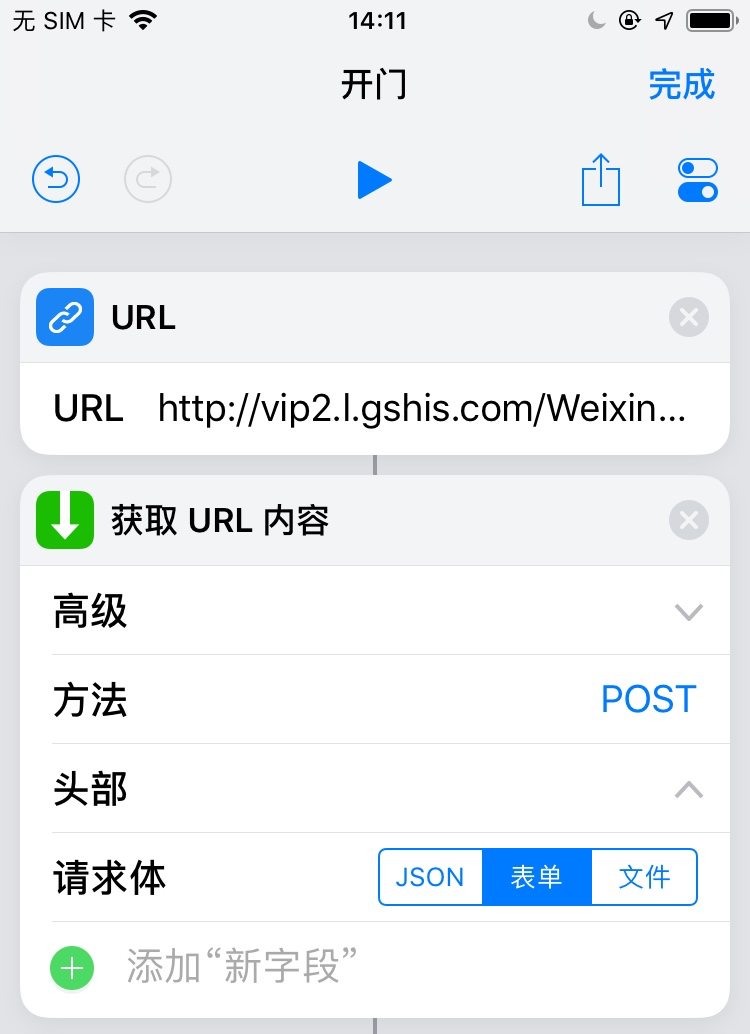 无 SIM 卡 14:11
开门 完成
URL
URL http://vip2.l.gshis.com/Weixin...
获取 URL 内容
高级
方法 POST
头部
请求体 JSON 表单 文件
添加“新字段”